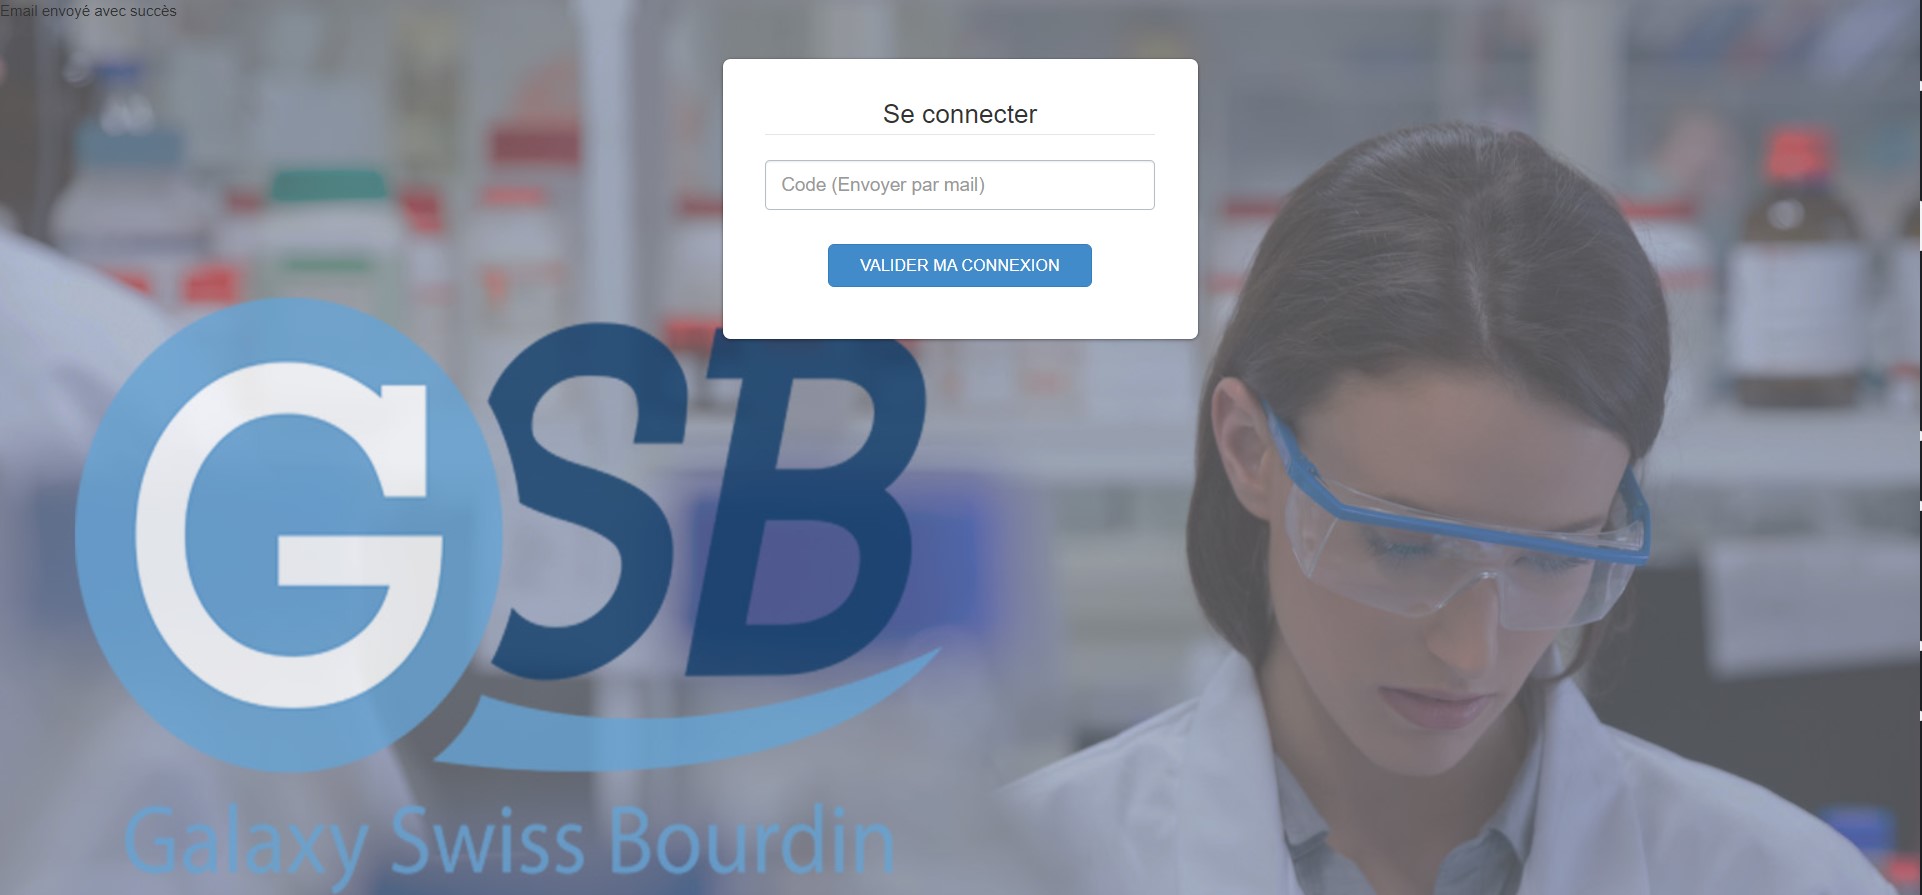 Email envoyé avec succès
Se connecter
Code (Envoyer par mail)
VALIDER MA CONNEXION
GSB
Galaxy Swiss Bourdin